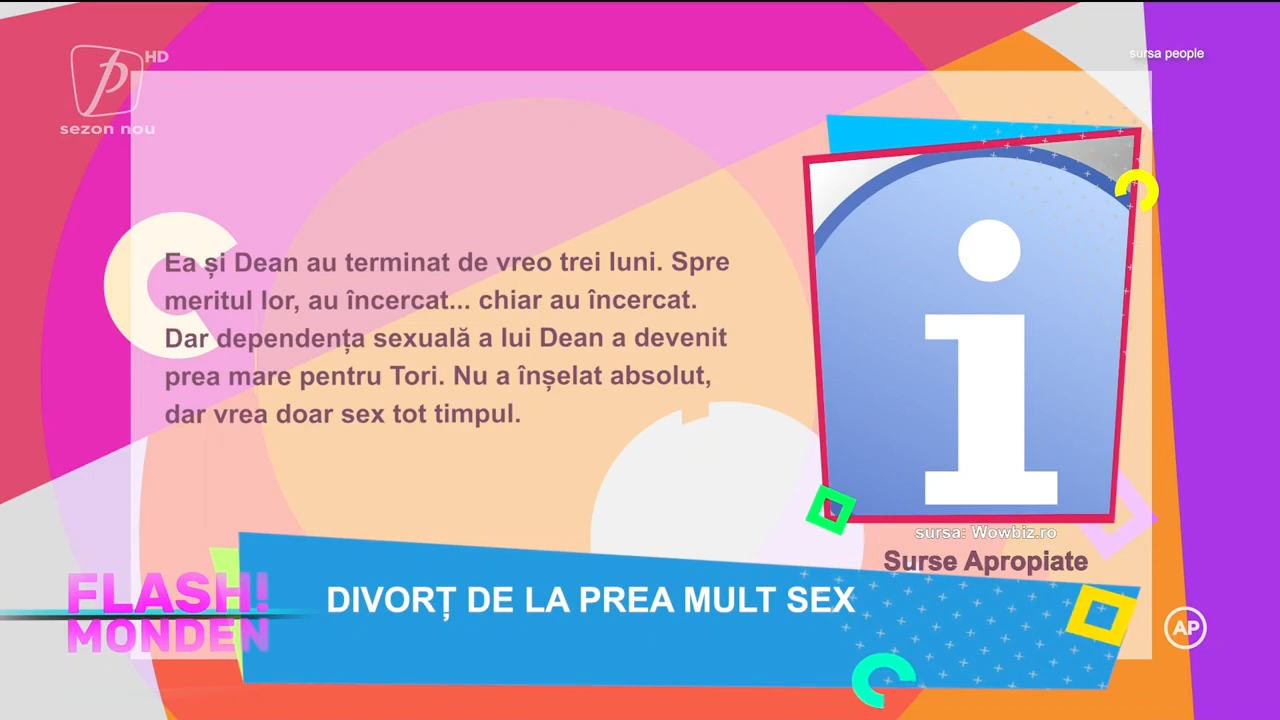 HD
sezon nou
sursa people
Ea și Dean au terminat de vreo trei luni. Spre
meritul lor, au încercat... chiar au încercat.
Dar dependența sexuală a lui Dean a devenit
prea mare pentru Tori. Nu a înșelat absolut,
dar vrea doar sex tot timpul.
i
sursa: Wowbiz.ro
Surse Apropiate
FLASH!
MONDEN
DIVORȚ DE LA PREA MULT SEX
AP